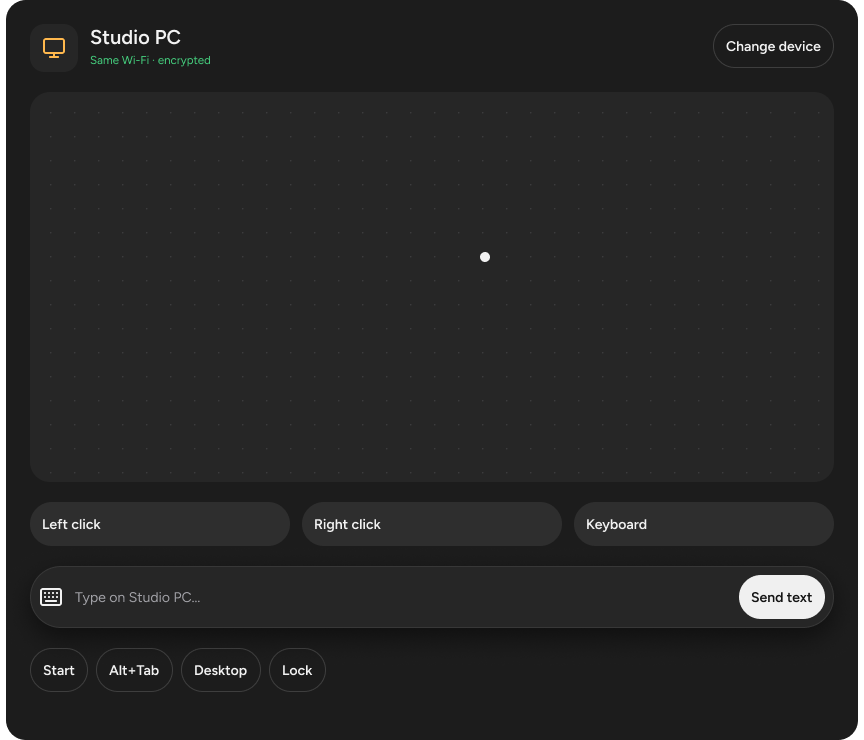 Studio PC
Same Wi-Fi · encrypted
Change device
Left click
Right click
Keyboard
Type on Studio PC...
Send text
Start
Alt+Tab
Desktop
Lock